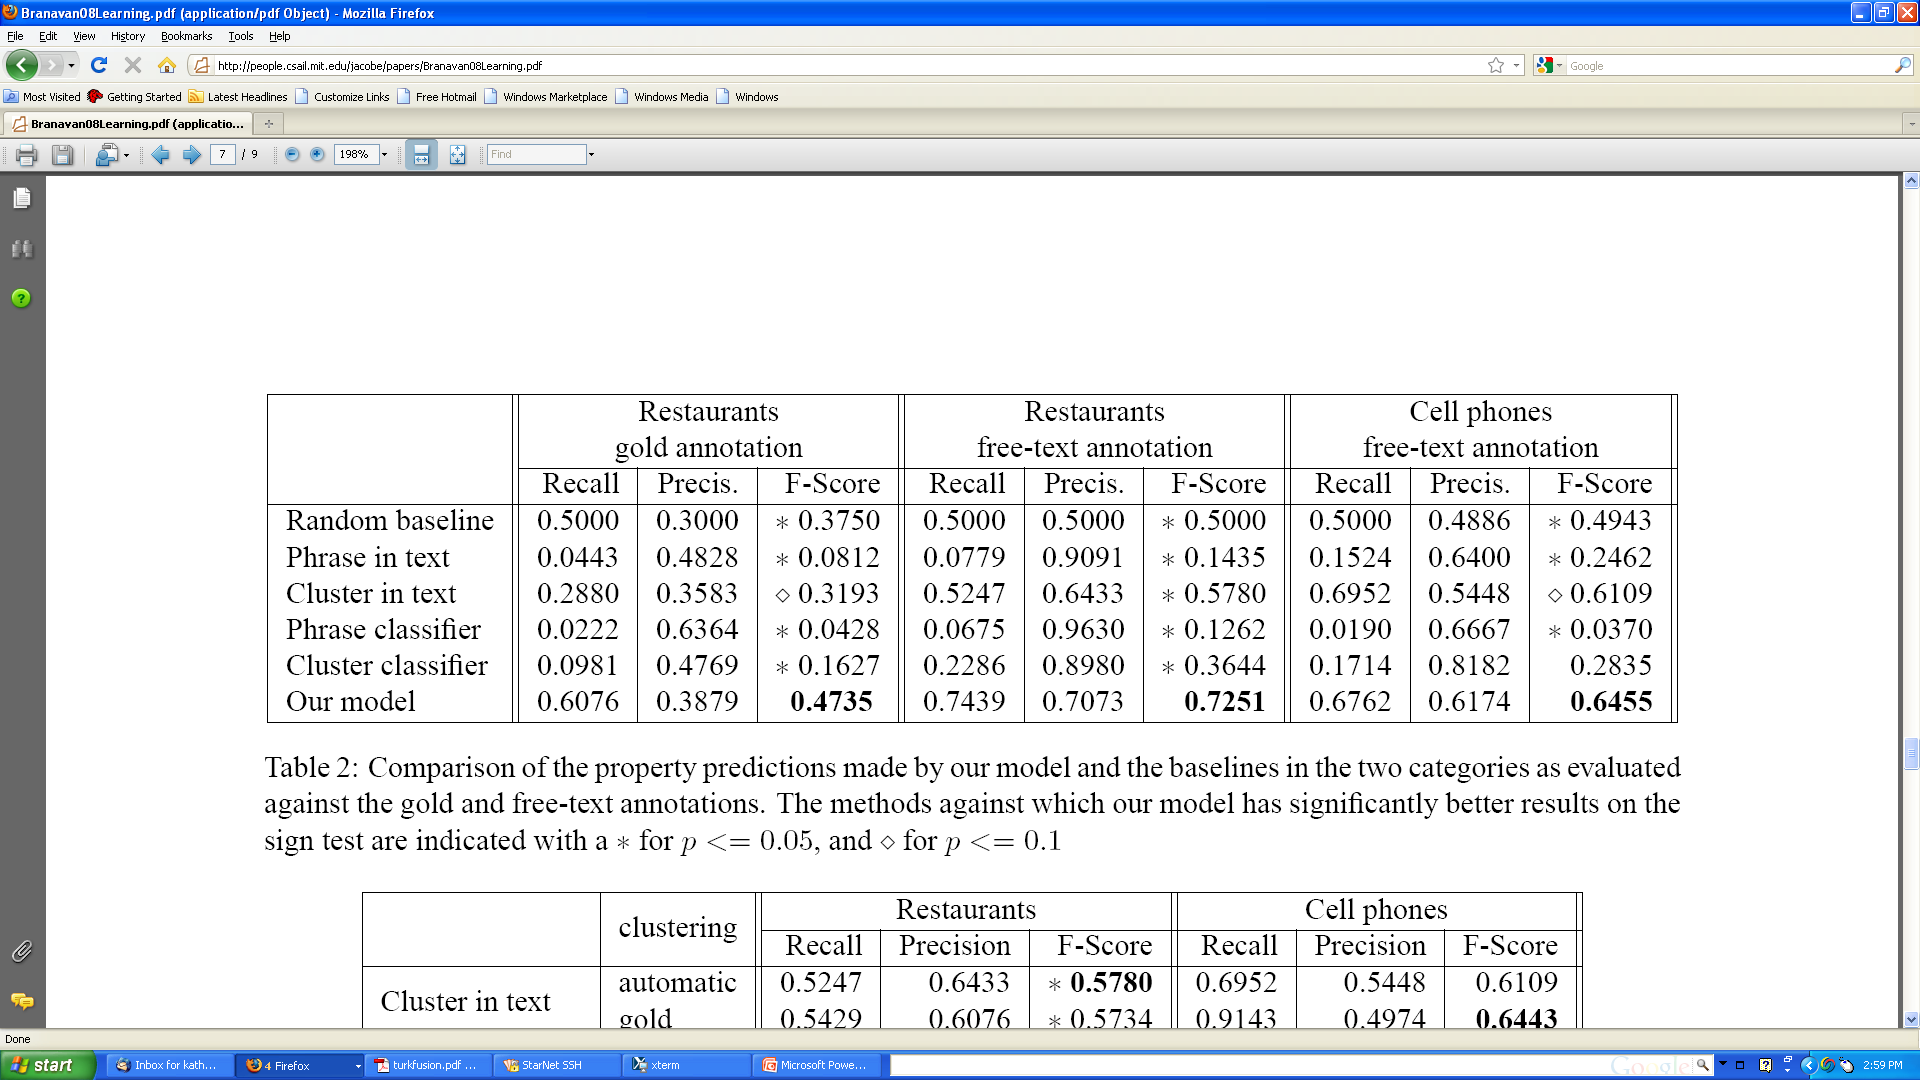 Branavan08Learning.pdf (application/pdf Object) - Mozilla Firefox
File Edit View History Bookmarks Tools Help
http://people.csail.mit.edu/jacobe/papers/Branavan08Learning.pdf Google
Most Visited Getting Started Latest Headlines Customize Links Free Hotmail Windows Marketplace Windows Media Windows
Branavan08Learning.pdf (applicatio...
7 / 9 198% Find
Restaurants Restaurants Cell phones
gold annotation free-text annotation free-text annotation
Recall Precis. F-Score Recall Precis. F-Score Recall Precis. F-Score
Random baseline 0.5000 0.3000 ∗ 0.3750 0.5000 0.5000 ∗ 0.5000 0.5000 0.4886 ∗ 0.4943
Phrase in text 0.0443 0.4828 ∗ 0.0812 0.0779 0.9091 ∗ 0.1435 0.1524 0.6400 ∗ 0.2462
Cluster in text 0.2880 0.3583 ⋄ 0.3193 0.5247 0.6433 ∗ 0.5780 0.6952 0.5448 ⋄ 0.6109
Phrase classifier 0.0222 0.6364 ∗ 0.0428 0.0675 0.9630 ∗ 0.1262 0.0190 0.6667 ∗ 0.0370
Cluster classifier 0.0981 0.4769 ∗ 0.1627 0.2286 0.8980 ∗ 0.3644 0.1714 0.8182 0.2835
Our model 0.6076 0.3879 0.4735 0.7439 0.7073 0.7251 0.6762 0.6174 0.6455
Table 2: Comparison of the property predictions made by our model and the baselines in the two categories as evaluated
against the gold and free-text annotations. The methods against which our model has significantly better results on the
sign test are indicated with a ∗ for p <= 0.05, and ⋄ for p <= 0.1
Restaurants Cell phones
clustering
Recall Precision F-Score Recall Precision F-Score
automatic 0.5247 0.6433 ∗ 0.5780 0.6952 0.5448 0.6109
Cluster in text
gold 0.5429 0.6076 ∗ 0.5734 0.9143 0.4974 0.6443
Done
start Inbox for kath... 4 Firefox turkfusion.pdf ... StarNet SSH xterm Microsoft Powe... Google 2:59 PM